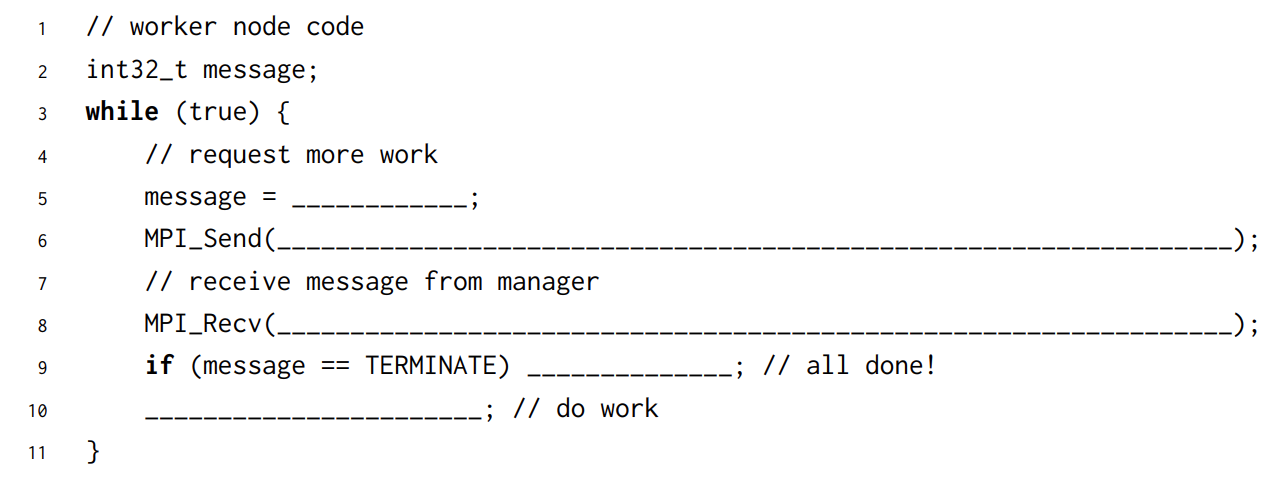 1 // worker node code
2 int32_t message;
3 while (true) {
4 // request more work
5 message = ____________;
6 MPI_Send(_________________________________________________________________);
7 // receive message from manager
8 MPI_Recv(_________________________________________________________________);
9 if (message == TERMINATE) ______________; // all done!
10 _______________________; // do work
11 }